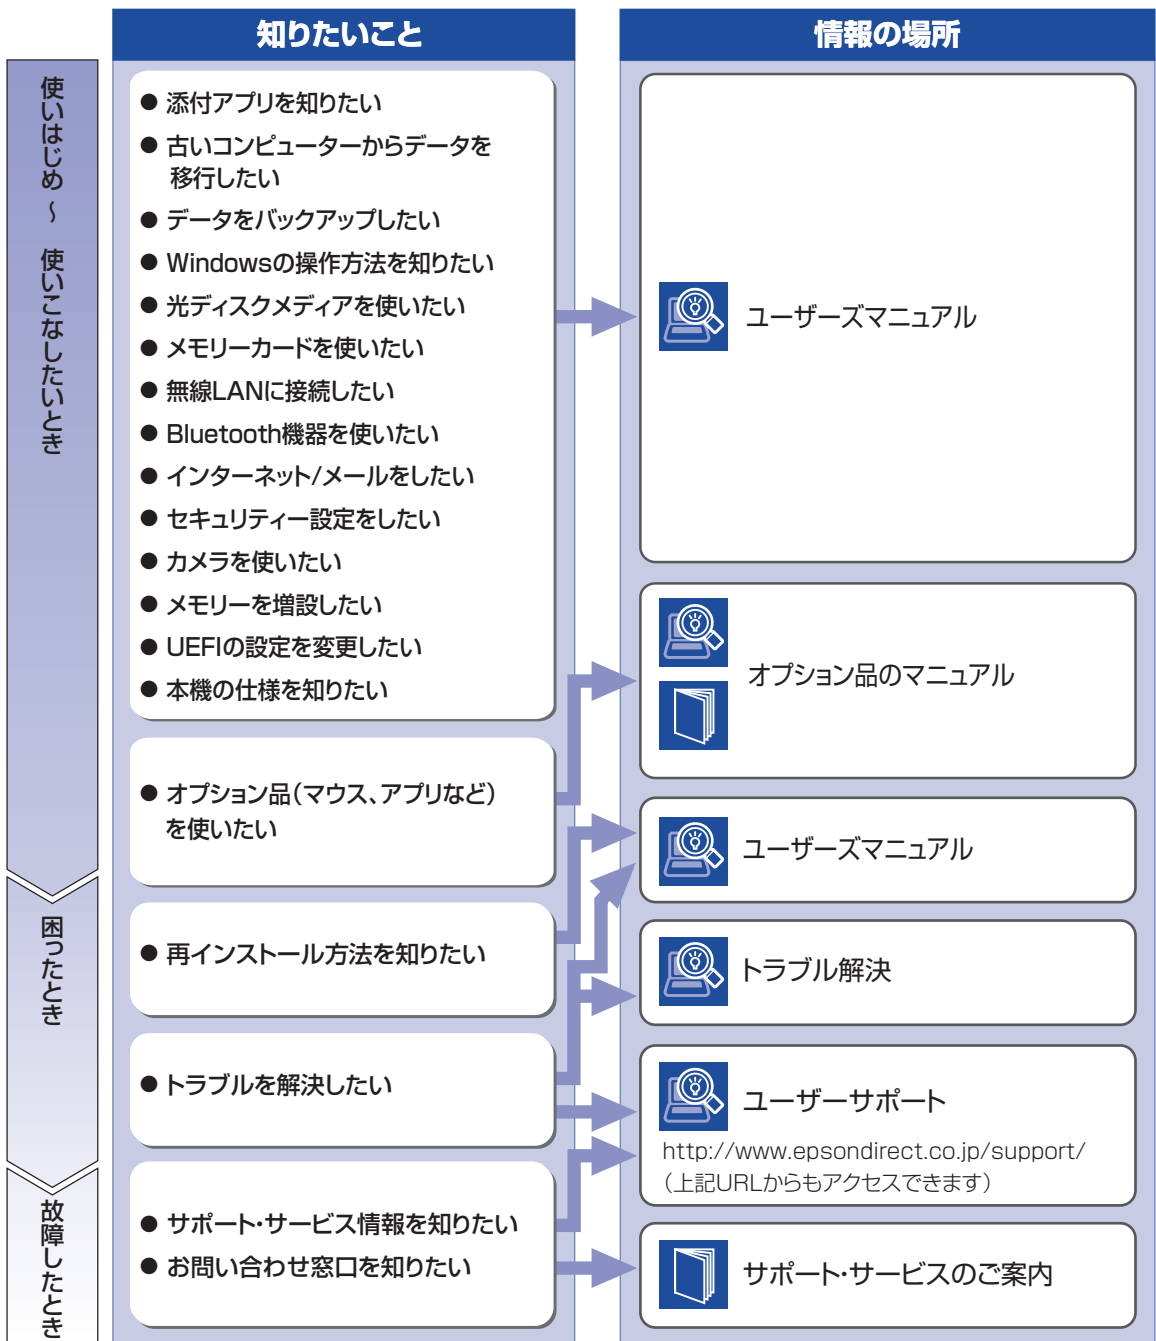 知りたいこと
情報の場所
使いはじめ ～ 使いこなしたいとき
● 添付アプリを知りたい
● 古いコンピューターからデータを
移行したい
● データをバックアップしたい
● Windowsの操作方法を知りたい
● 光ディスクメディアを使いたい
● メモリーカードを使いたい
● 無線LANに接続したい
● Bluetooth機器を使いたい
● インターネット/メールをしたい
● セキュリティー設定をしたい
● カメラを使いたい
● メモリーを増設したい
● UEFIの設定を変更したい
● 本機の仕様を知りたい
ユーザーズマニュアル
● オプション品（マウス、アプリなど）
を使いたい
オプション品のマニュアル
困ったとき
● 再インストール方法を知りたい
ユーザーズマニュアル
● トラブルを解決したい
トラブル解決
ユーザーサポート
http://www.epsondirect.co.jp/support/
（上記URLからもアクセスできます）
故障したとき
● サポート・サービス情報を知りたい
● お問い合わせ窓口を知りたい
サポート・サービスのご案内